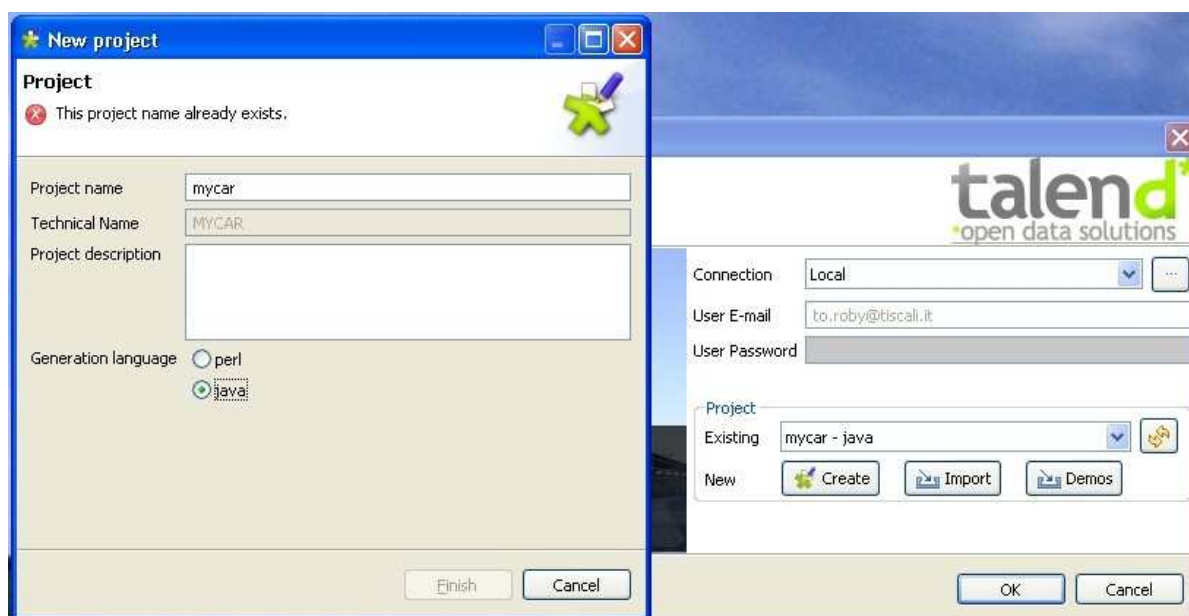 New project
Project
This project name already exists.
Project name mycar
Technical Name MYCAR
Project description
Generation language perl
java
Finish Cancel
talend*
*open data solutions
Connection Local ...
User E-mail to.roby@tiscali.it
User Password
Project
Existing mycar - java
New Create Import Demos
OK Cancel